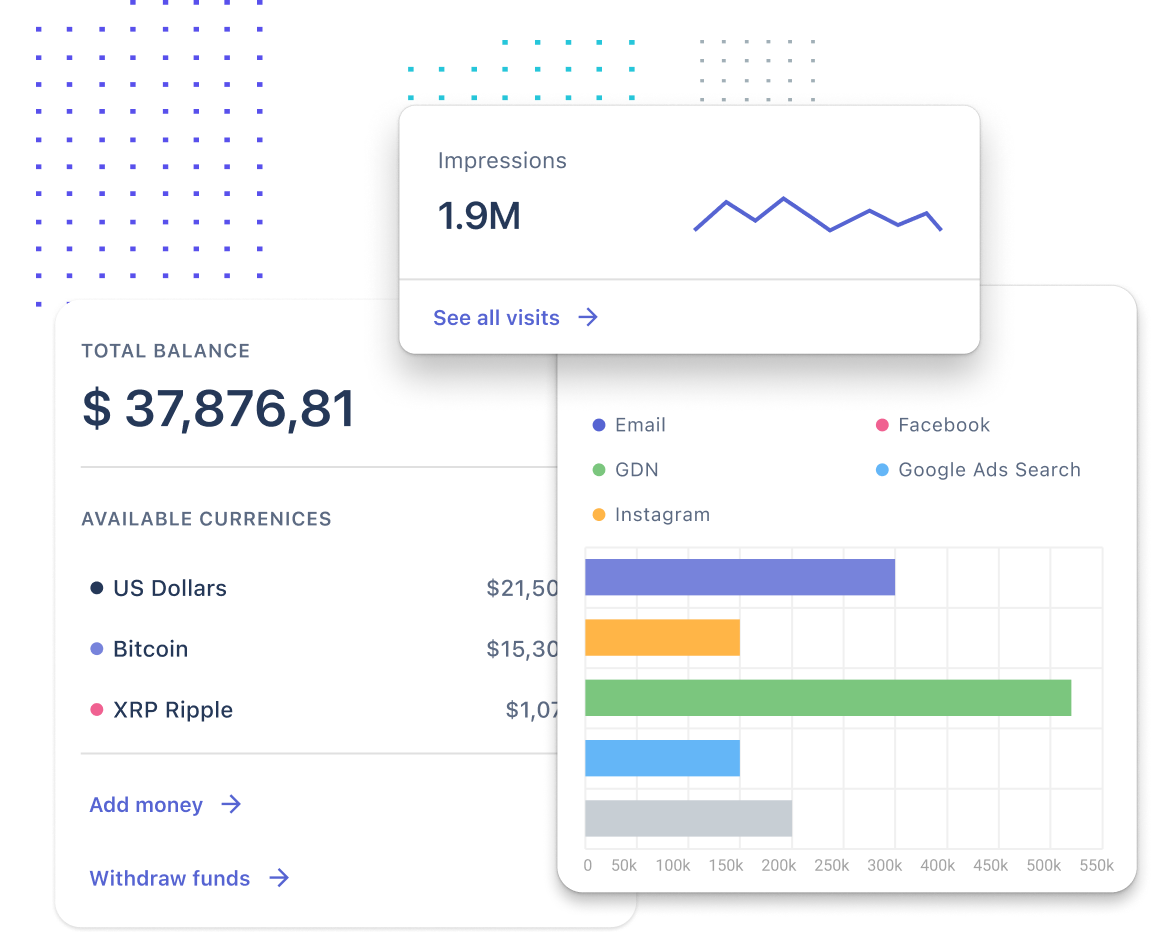 Impressions
1.9M
See all visits
TOTAL BALANCE
$ 37,876,81
AVAILABLE CURRENICES
US Dollars $21,50
Bitcoin $15,30
XRP Ripple $1,07
Add money
Withdraw funds
Email Facebook
GDN Google Ads Search
Instagram
0 50k 100k 150k 200k 250k 300k 400k 450k 500k 550k